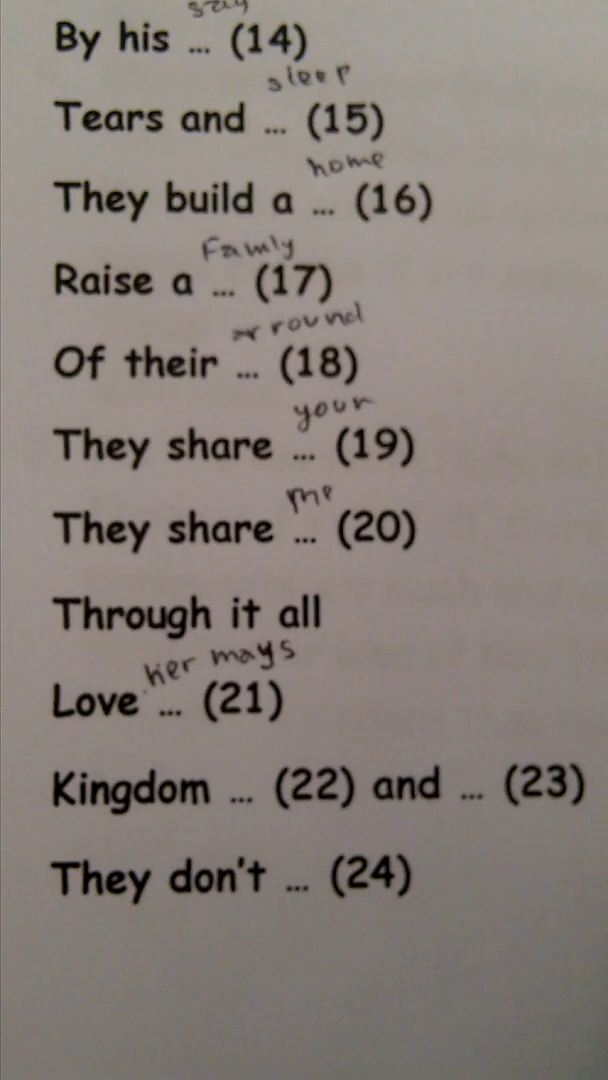 say
By his ... (14)
sleep
Tears and ... (15)
home
They build a ... (16)
Famly
Raise a ... (17)
arround
Of their ... (18)
your
They share ... (19)
me
They share ... (20)
Through it all
her mays
Love ... (21)
Kingdom ... (22) and ... (23)
They don't ... (24)